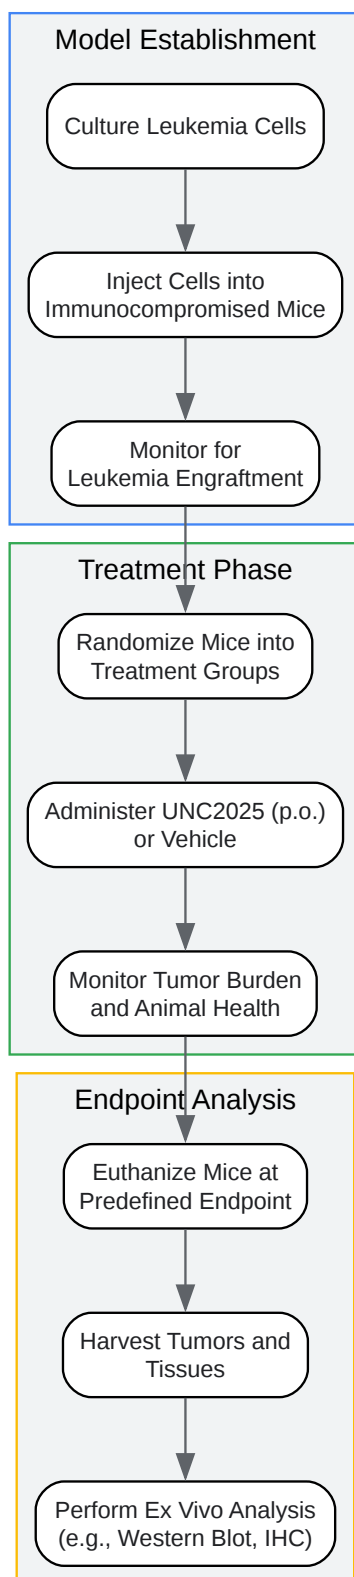 Model Establishment
Culture Leukemia Cells
Inject Cells into
Immunocompromised Mice
Monitor for
Leukemia Engraftment
Treatment Phase
Randomize Mice into
Treatment Groups
Administer UNC2025 (p.o.)
or Vehicle
Monitor Tumor Burden
and Animal Health
Endpoint Analysis
Euthanize Mice at
Predefined Endpoint
Harvest Tumors and
Tissues
Perform Ex Vivo Analysis
(e.g., Western Blot, IHC)